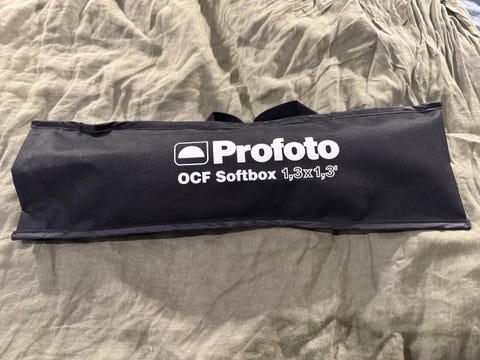 Profoto
OCF Softbox 1,3x1,3'